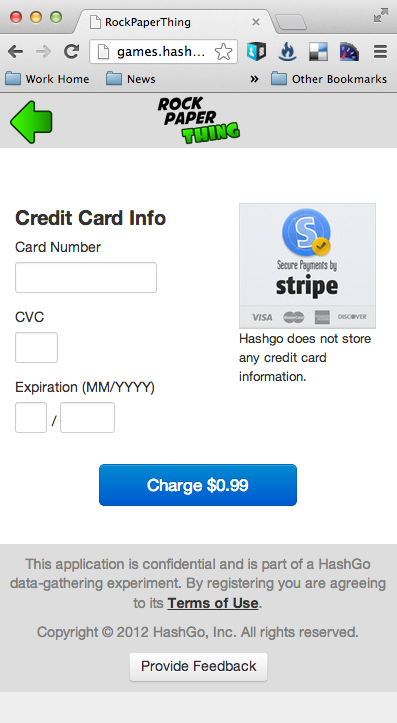 RockPaperThing
games.hash...
Work Home
News
»
Other Bookmarks
ROCK
PAPER
THING
Credit Card Info
Card Number
CVC
Expiration (MM/YYYY)
/
S
Secure Payments by
stripe
VISA MasterCard AMERICAN EXPRESS DISCOVER
Hashgo does not store
any credit card
information.
Charge $0.99
This application is confidential and is part of a HashGo
data-gathering experiment. By registering you are agreeing
to its Terms of Use.
Copyright © 2012 HashGo, Inc. All rights reserved.
Provide Feedback